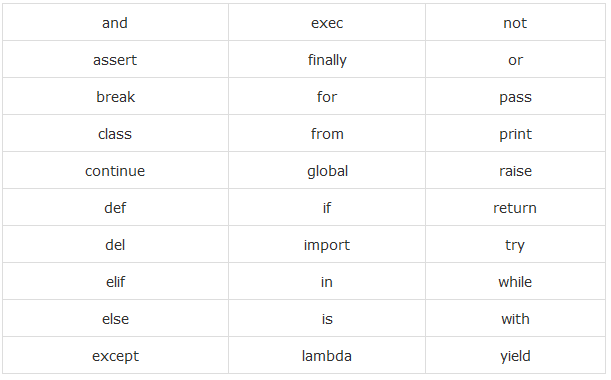 and exec not
assert finally or
break for pass
class from print
continue global raise
def if return
del import try
elif in while
else is with
except lambda yield